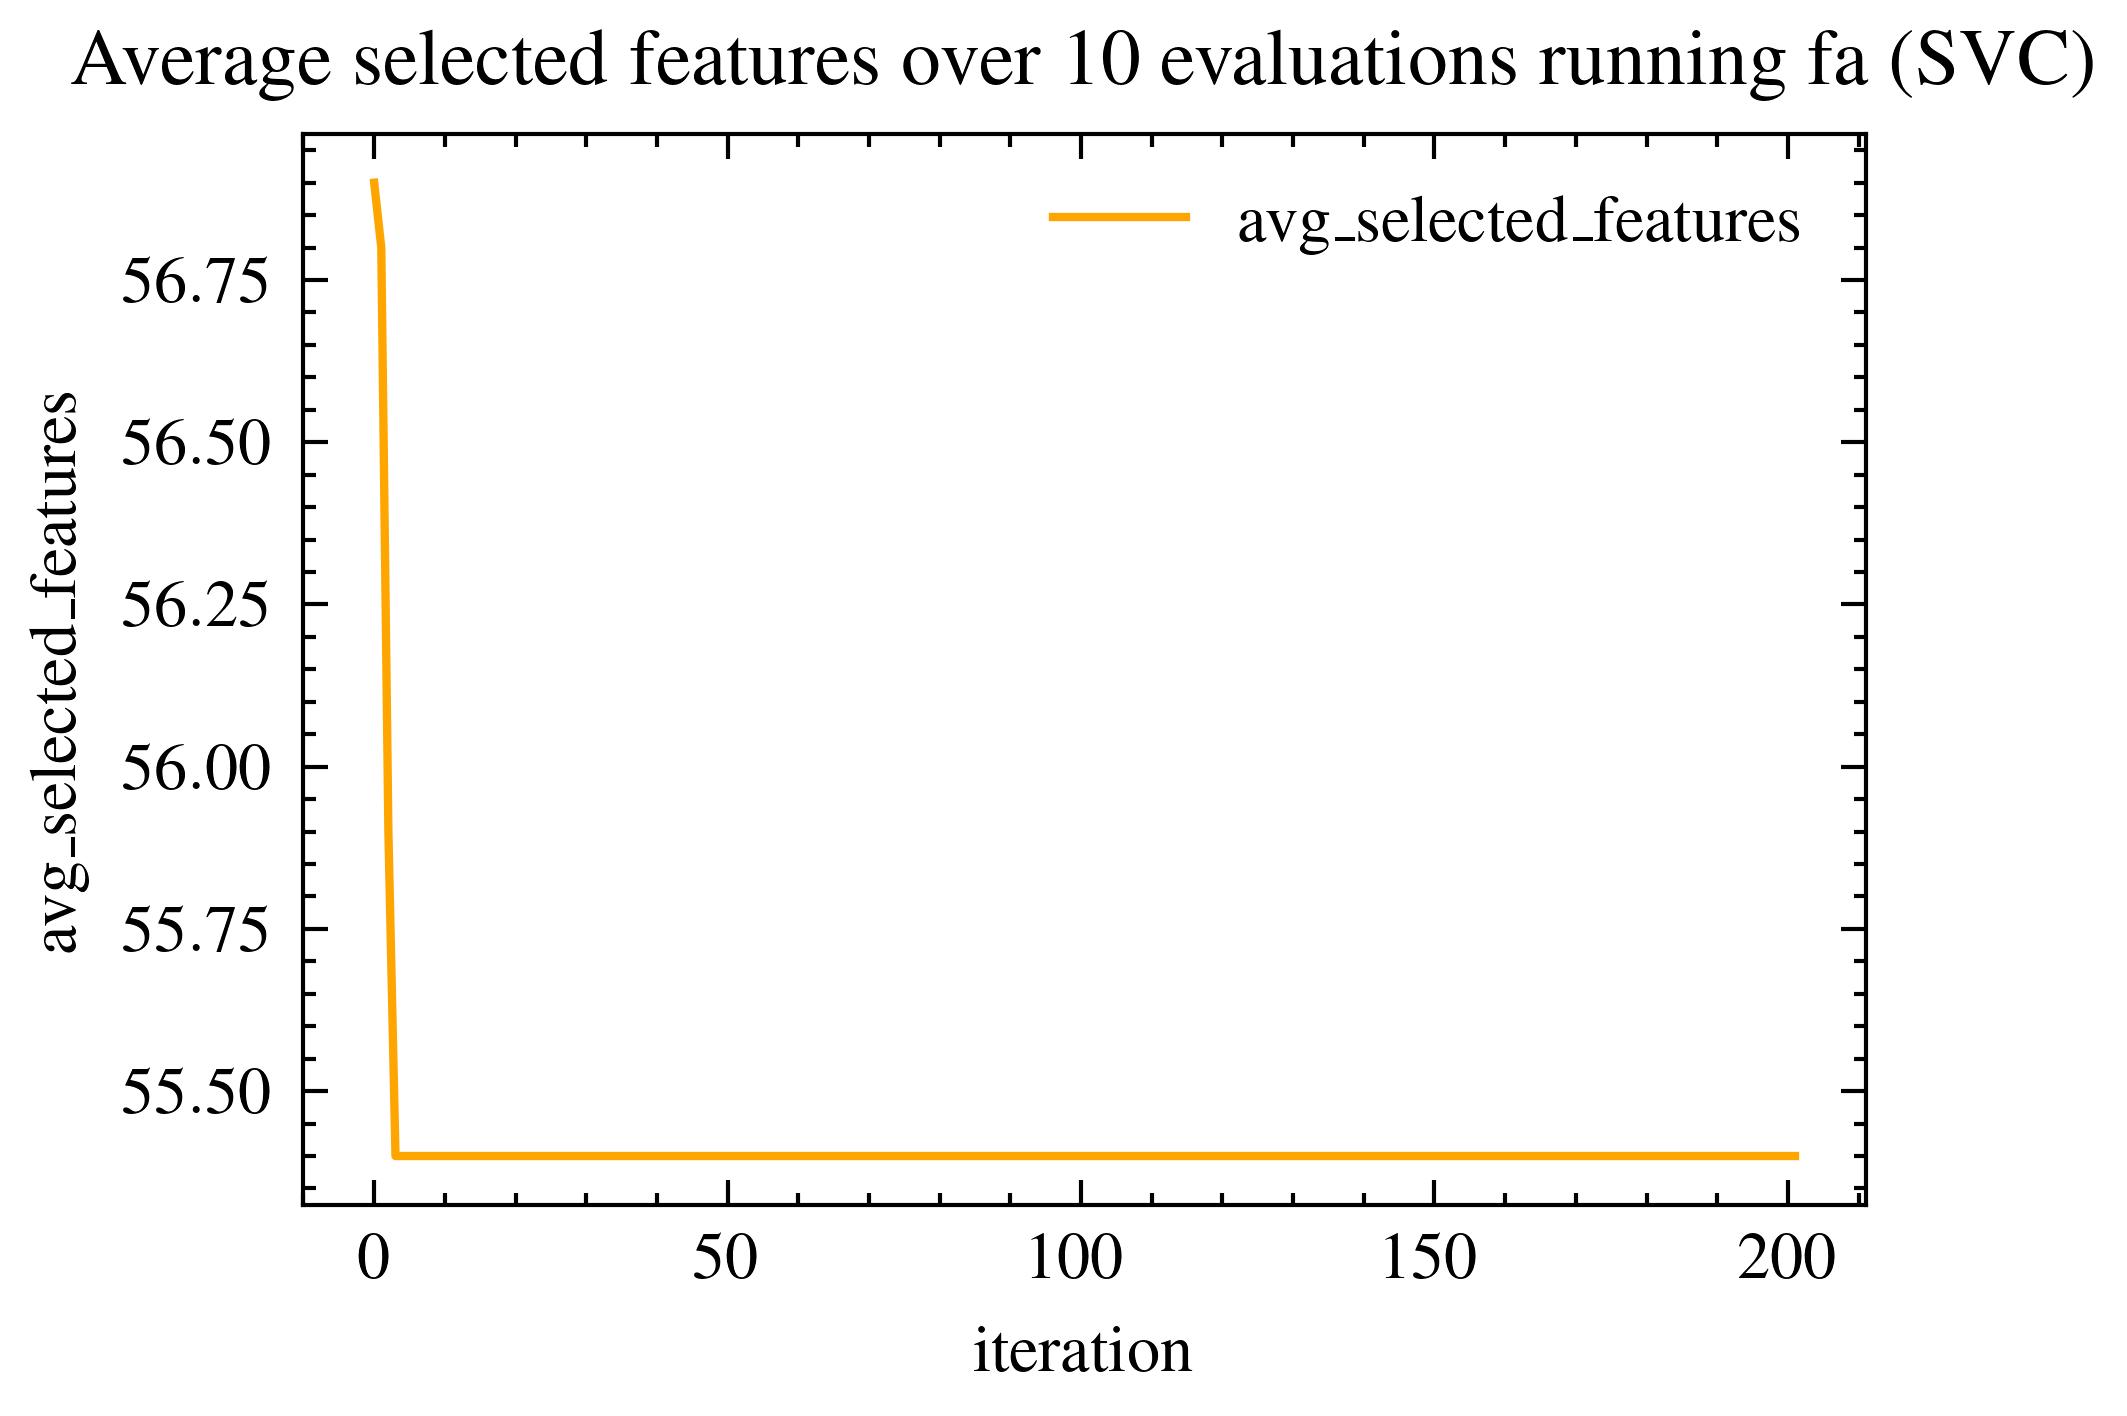 Average selected features over 10 evaluations running fa (SVC)
avg_selected_features
avg_selected_features
56.75
56.50
56.25
56.00
55.75
55.50
0 50 100 150 200
iteration